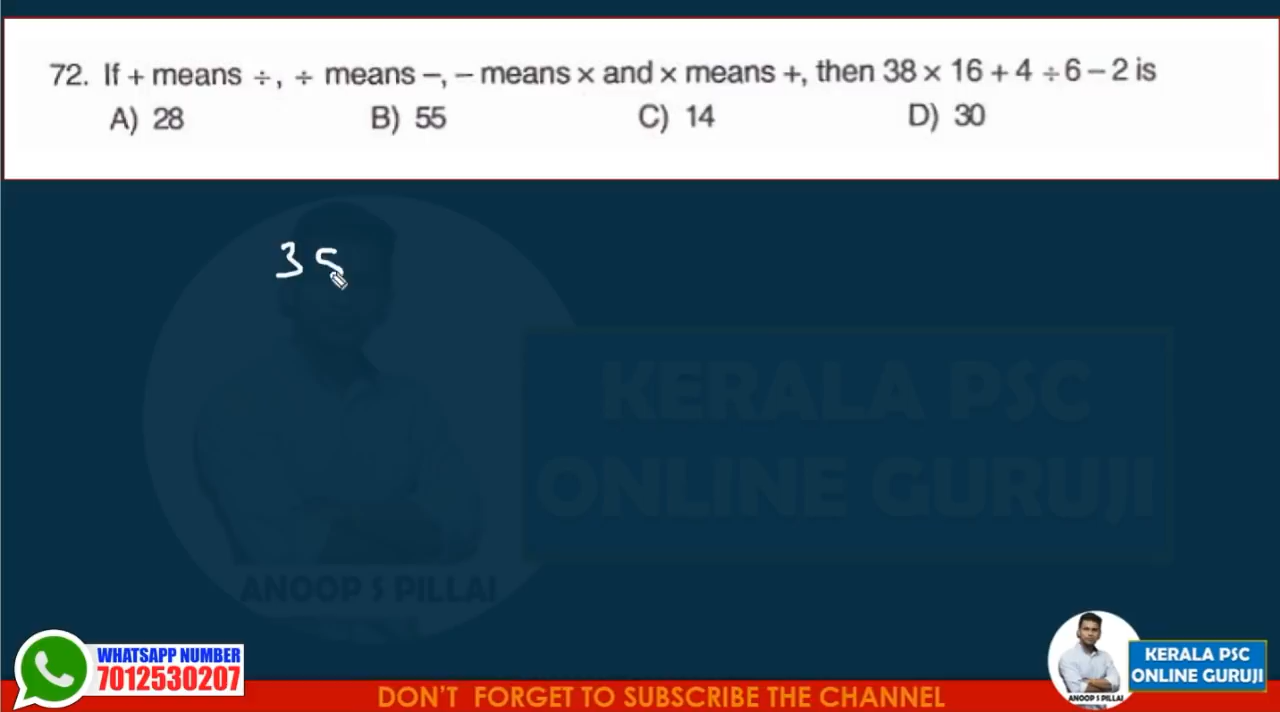 72. If + means ÷, ÷ means –, – means × and × means +, then 38 × 16 + 4 ÷ 6 – 2 is
A) 28 B) 55 C) 14 D) 30
3
KERALA PSC
ONLINE GURUJI
ANOOP S PILLAI
WHATSAPP NUMBER
7012530207
ANOOP S PILLAI
KERALA PSC
ONLINE GURUJI
DON'T FORGET TO SUBSCRIBE THE CHANNEL